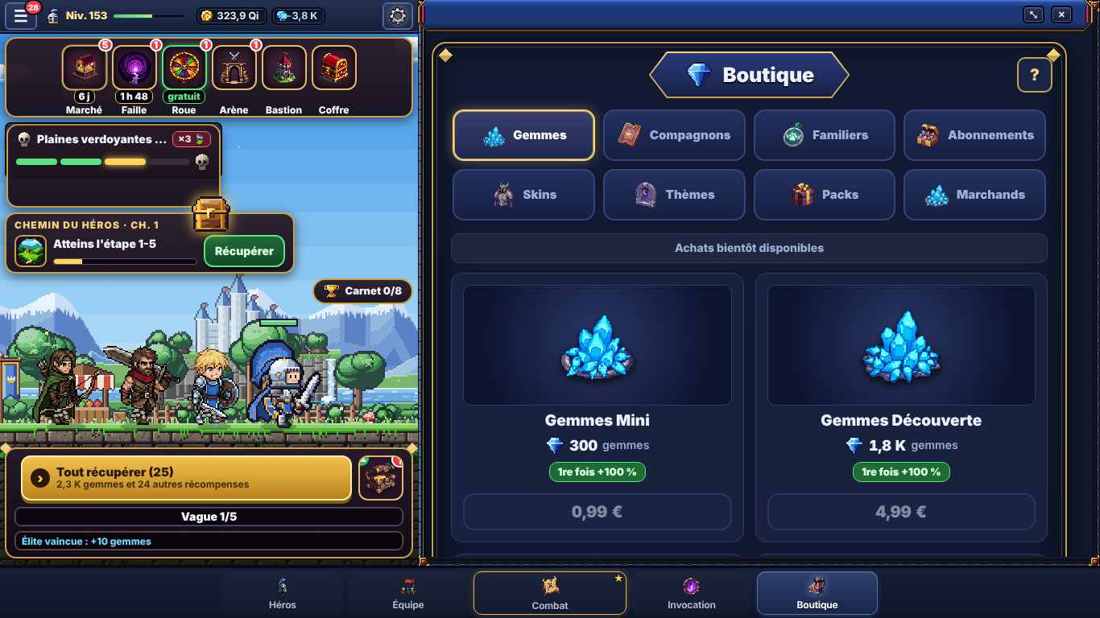 28
Niv. 153
323,9 Qi
-3,8 K
5
1
1
1
6 j
1 h 48
gratuit
Marché
Faille
Roue
Arène
Bastion
Coffre
Plaines verdoyantes ...
×3
CHEMIN DU HÉROS · CH. 1
Atteins l'étape 1-5
Récupérer
Carnet 0/8
Tout récupérer (25)
2,3 K gemmes et 24 autres récompenses
Vague 1/5
Élite vaincue : +10 gemmes
Boutique
?
Gemmes
Compagnons
Familiers
Abonnements
Skins
Thèmes
Packs
Marchands
Achats bientôt disponibles
Gemmes Mini
300 gemmes
1re fois +100 %
0,99 €
Gemmes Découverte
1,8 K gemmes
1re fois +100 %
4,99 €
Héros
Équipe
Combat
Invocation
Boutique